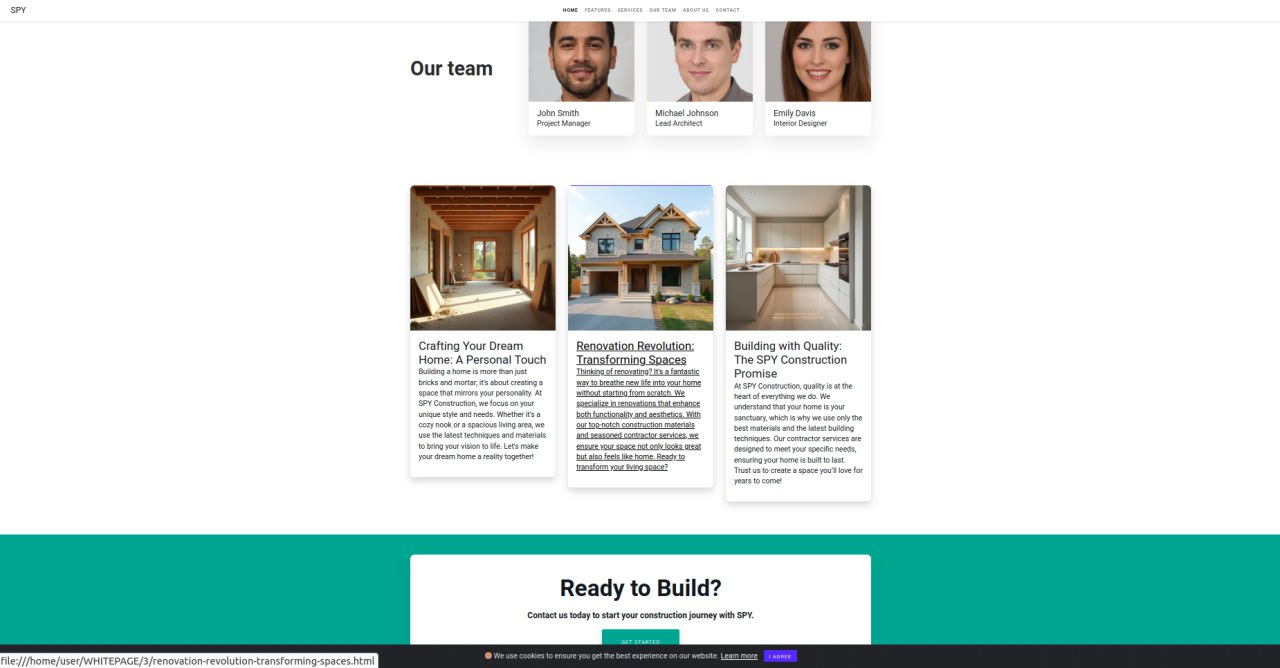 SPY
HOME FEATURES SERVICES OUR TEAM ABOUT US CONTACT
Our team
John Smith
Project Manager
Michael Johnson
Lead Architect
Emily Davis
Interior Designer
Crafting Your Dream
Home: A Personal Touch
Building a home is more than just
bricks and mortar; it's about creating a
space that mirrors your personality. At
SPY Construction, we focus on your
unique style and needs. Whether it's a
cozy nook or a spacious living area, we
use the latest techniques and materials
to bring your vision to life. Let's make
your dream home a reality together!
Renovation Revolution:
Transforming Spaces
Thinking of renovating? It's a fantastic
way to breathe new life into your home
without starting from scratch. We
specialize in renovations that enhance
both functionality and aesthetics. With
our top-notch construction materials
and seasoned contractor services, we
ensure your space not only looks great
but also feels like home. Ready to
transform your living space?
Building with Quality:
The SPY Construction
Promise
At SPY Construction, quality is at the
heart of everything we do. We
understand that your home is your
sanctuary, which is why we use only the
best materials and the latest building
techniques. Our contractor services are
designed to meet your specific needs,
ensuring your home is built to last.
Trust us to create a space you'll love for
years to come!
Ready to Build?
Contact us today to start your construction journey with SPY.
GET STARTED
We use cookies to ensure you get the best experience on our website. Learn more I AGREE
file:///home/user/WHITEPAGE/3/renovation-revolution-transforming-spaces.html